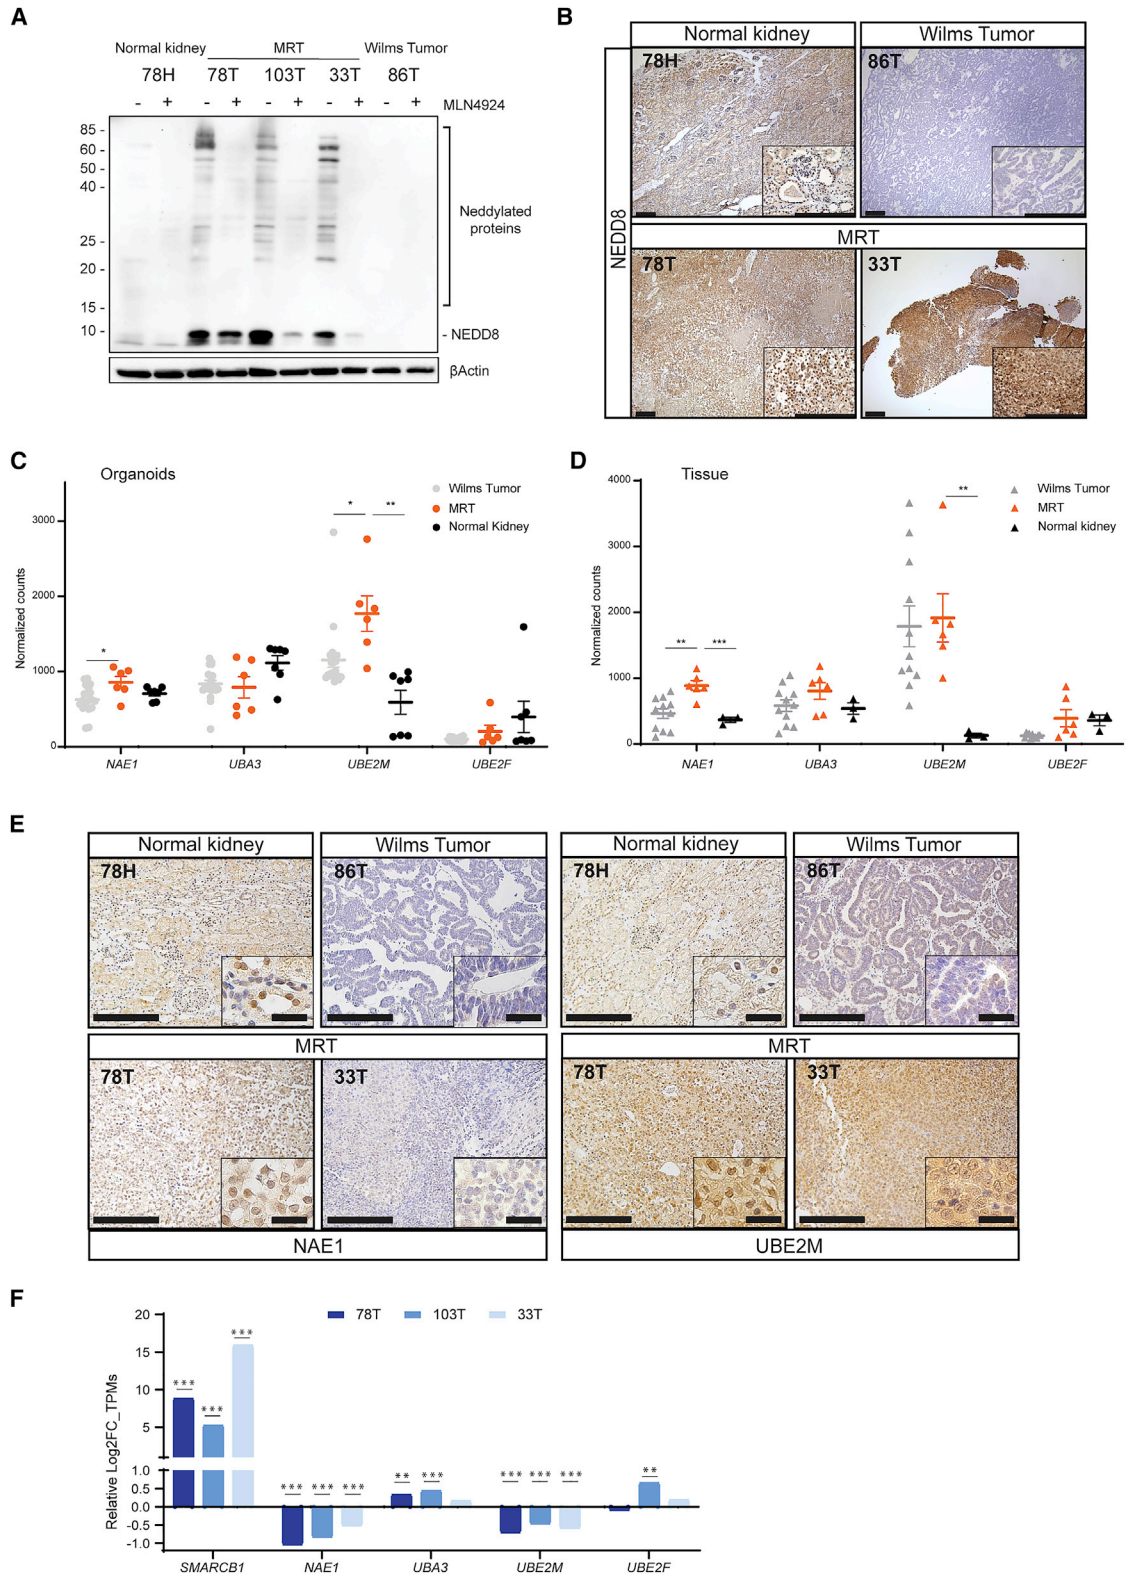 A
Normal kidney MRT Wilms Tumor
78H 78T 103T 33T 86T
- + - + - + - + - + MLN4924
85 -
60 -
50 -
40 -
25 -
20 -
15 -
10 -
Neddylated
proteins
- NEDD8
βActin
B
Normal kidney Wilms Tumor
78H 86T
MRT
78T 33T
NEDD8
C
Organoids
Wilms Tumor
MRT
Normal Kidney
* ** *
Normalized counts
3000
2000
1000
0
NAE1 UBA3 UBE2M UBE2F
D
Tissue
Wilms Tumor
MRT
Normal kidney
** *** **
Normalized counts
4000
3000
2000
1000
0
NAE1 UBA3 UBE2M UBE2F
E
Normal kidney Wilms Tumor
78H 86T
MRT
78T 33T
NAE1
Normal kidney Wilms Tumor
78H 86T
MRT
78T 33T
UBE2M
F
78T 103T 33T
Relative Log2FC_TPMs
20
15
10
5
1.0
0.5
0.0
-0.5
-1.0
*** *** ***
*** *** *** ** *** *** *** *** **
SMARCB1 NAE1 UBA3 UBE2M UBE2F